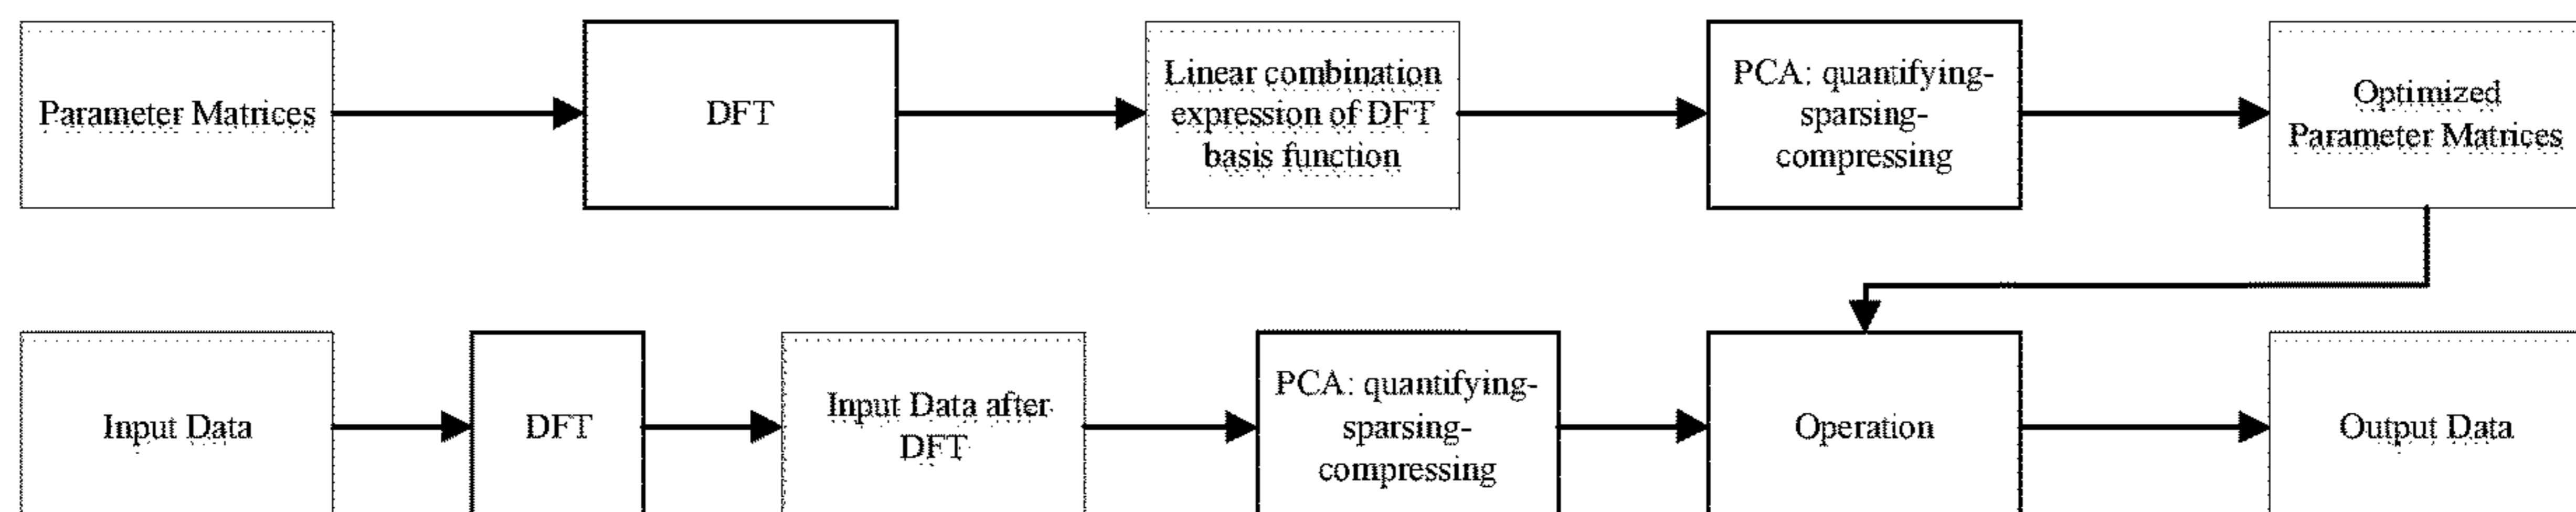 Parameter Matrices
DFT
Linear combination
expression of DFT
basis function
PCA: quantifying-
sparsing-
compressing
Optimized
Parameter Matrices
Input Data
DFT
Input Data after
DFT
PCA: quantifying-
sparsing-
compressing
Operation
Output Data